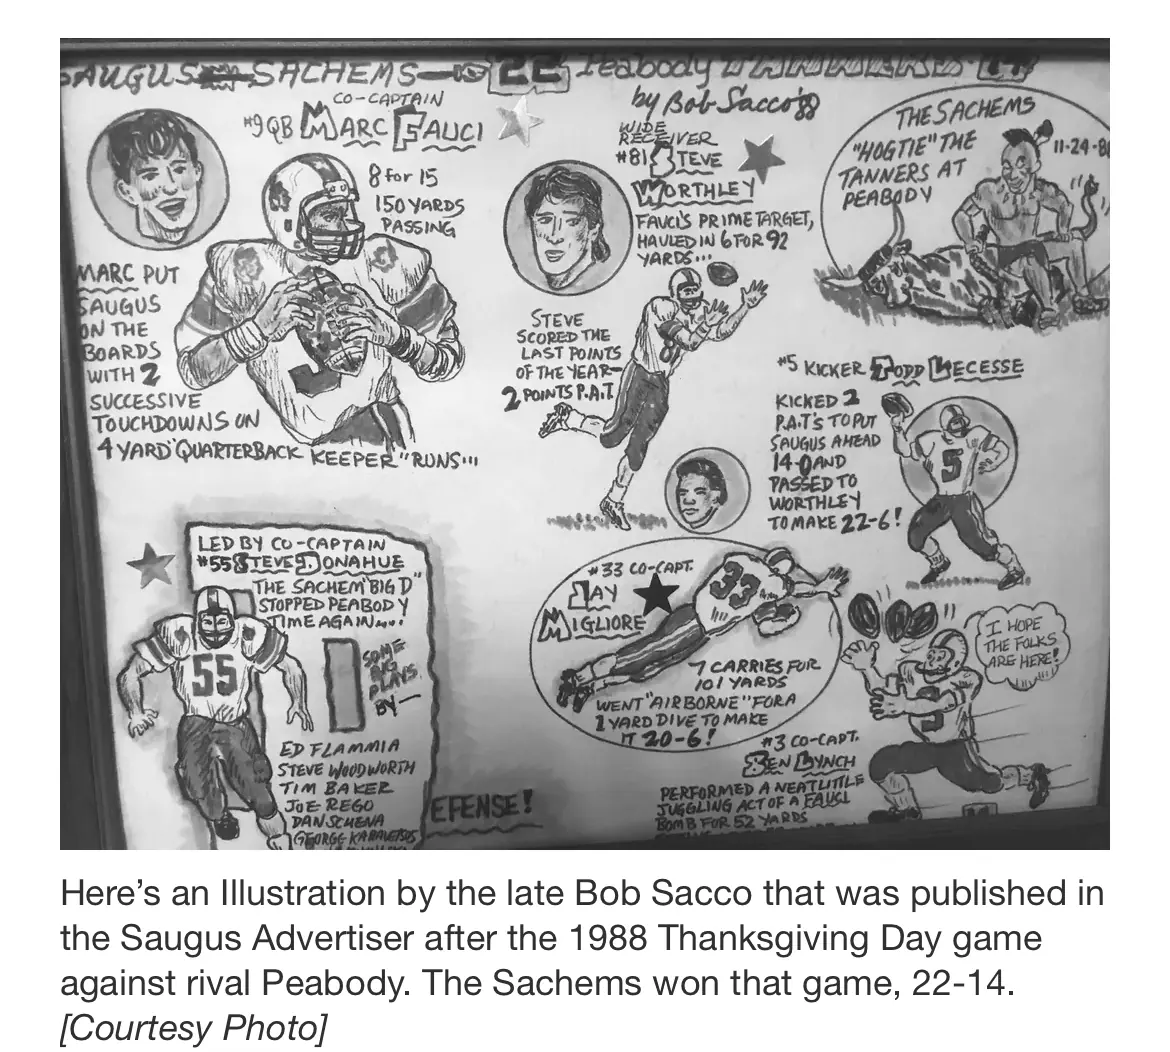 SAUGUS SACHEMS 22 Peabody TANNERS 14
by Bob Sacco '88
CO-CAPTAIN
#9 QB MARC FAUCI
8 for 15
150 YARDS
PASSING
MARC PUT
SAUGUS
ON THE
BOARDS
WITH 2
SUCCESSIVE
TOUCHDOWNS ON
4 YARD "QUARTERBACK KEEPER" RUNS...
WIDE
RECEIVER
#81 STEVE
WORTHLEY
FAUCI'S PRIME TARGET,
HAULED IN 6 FOR 92
YARDS...
STEVE
SCORED THE
LAST POINTS
OF THE YEAR-
2 POINTS P.A.T.
THE SACHEMS
"HOGTIE" THE
TANNERS AT
PEABODY
11-24-88
#5 KICKER TODD LECESSE
KICKED 2
P.A.T'S TO PUT
SAUGUS AHEAD
14-0 AND
PASSED TO
WORTHLEY
TO MAKE 22-6!
5
LED BY CO-CAPTAIN
#55 STEVE DONAHUE
THE SACHEM "BIG D"
STOPPED PEABODY
TIME AGAIN...!
SOME
BIG
PLAYS
BY—
55
ED FLAMMIA
STEVE WOODWORTH
TIM BAKER
JOE REGO
DAN SCHENA
GEORGE
DEFENSE!
#33 CO-CAPT.
JAY
MIGLIORE
33
7 CARRIES FOR
101 YARDS
WENT "AIRBORNE" FOR A
1 YARD DIVE TO MAKE
IT 20-6!
I HOPE
THE FOLKS
ARE HERE!
3
#3 CO-CAPT.
BEN LYNCH
PERFORMED A NEAT LITTLE
JUGGLING ACT OF A FAUCI
BOMB FOR 52 YARDS
Here's an Illustration by the late Bob Sacco that was published in
the Saugus Advertiser after the 1988 Thanksgiving Day game
against rival Peabody. The Sachems won that game, 22-14.
[Courtesy Photo]